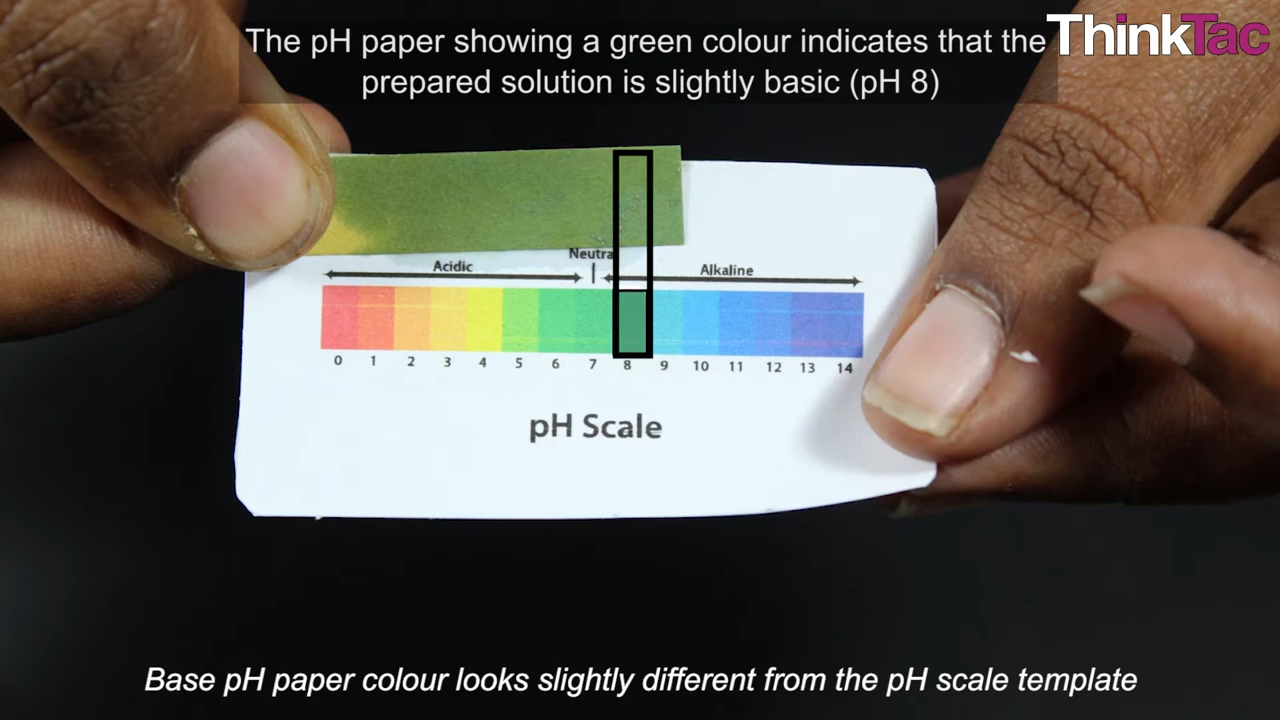 The pH paper showing a green colour indicates that the
prepared solution is slightly basic (pH 8)
ThinkTac
Neutra
Acidic
Alkaline
0 1 2 3 4 5 6 7 8 9 10 11 12 13 14
pH Scale
Base pH paper colour looks slightly different from the pH scale template